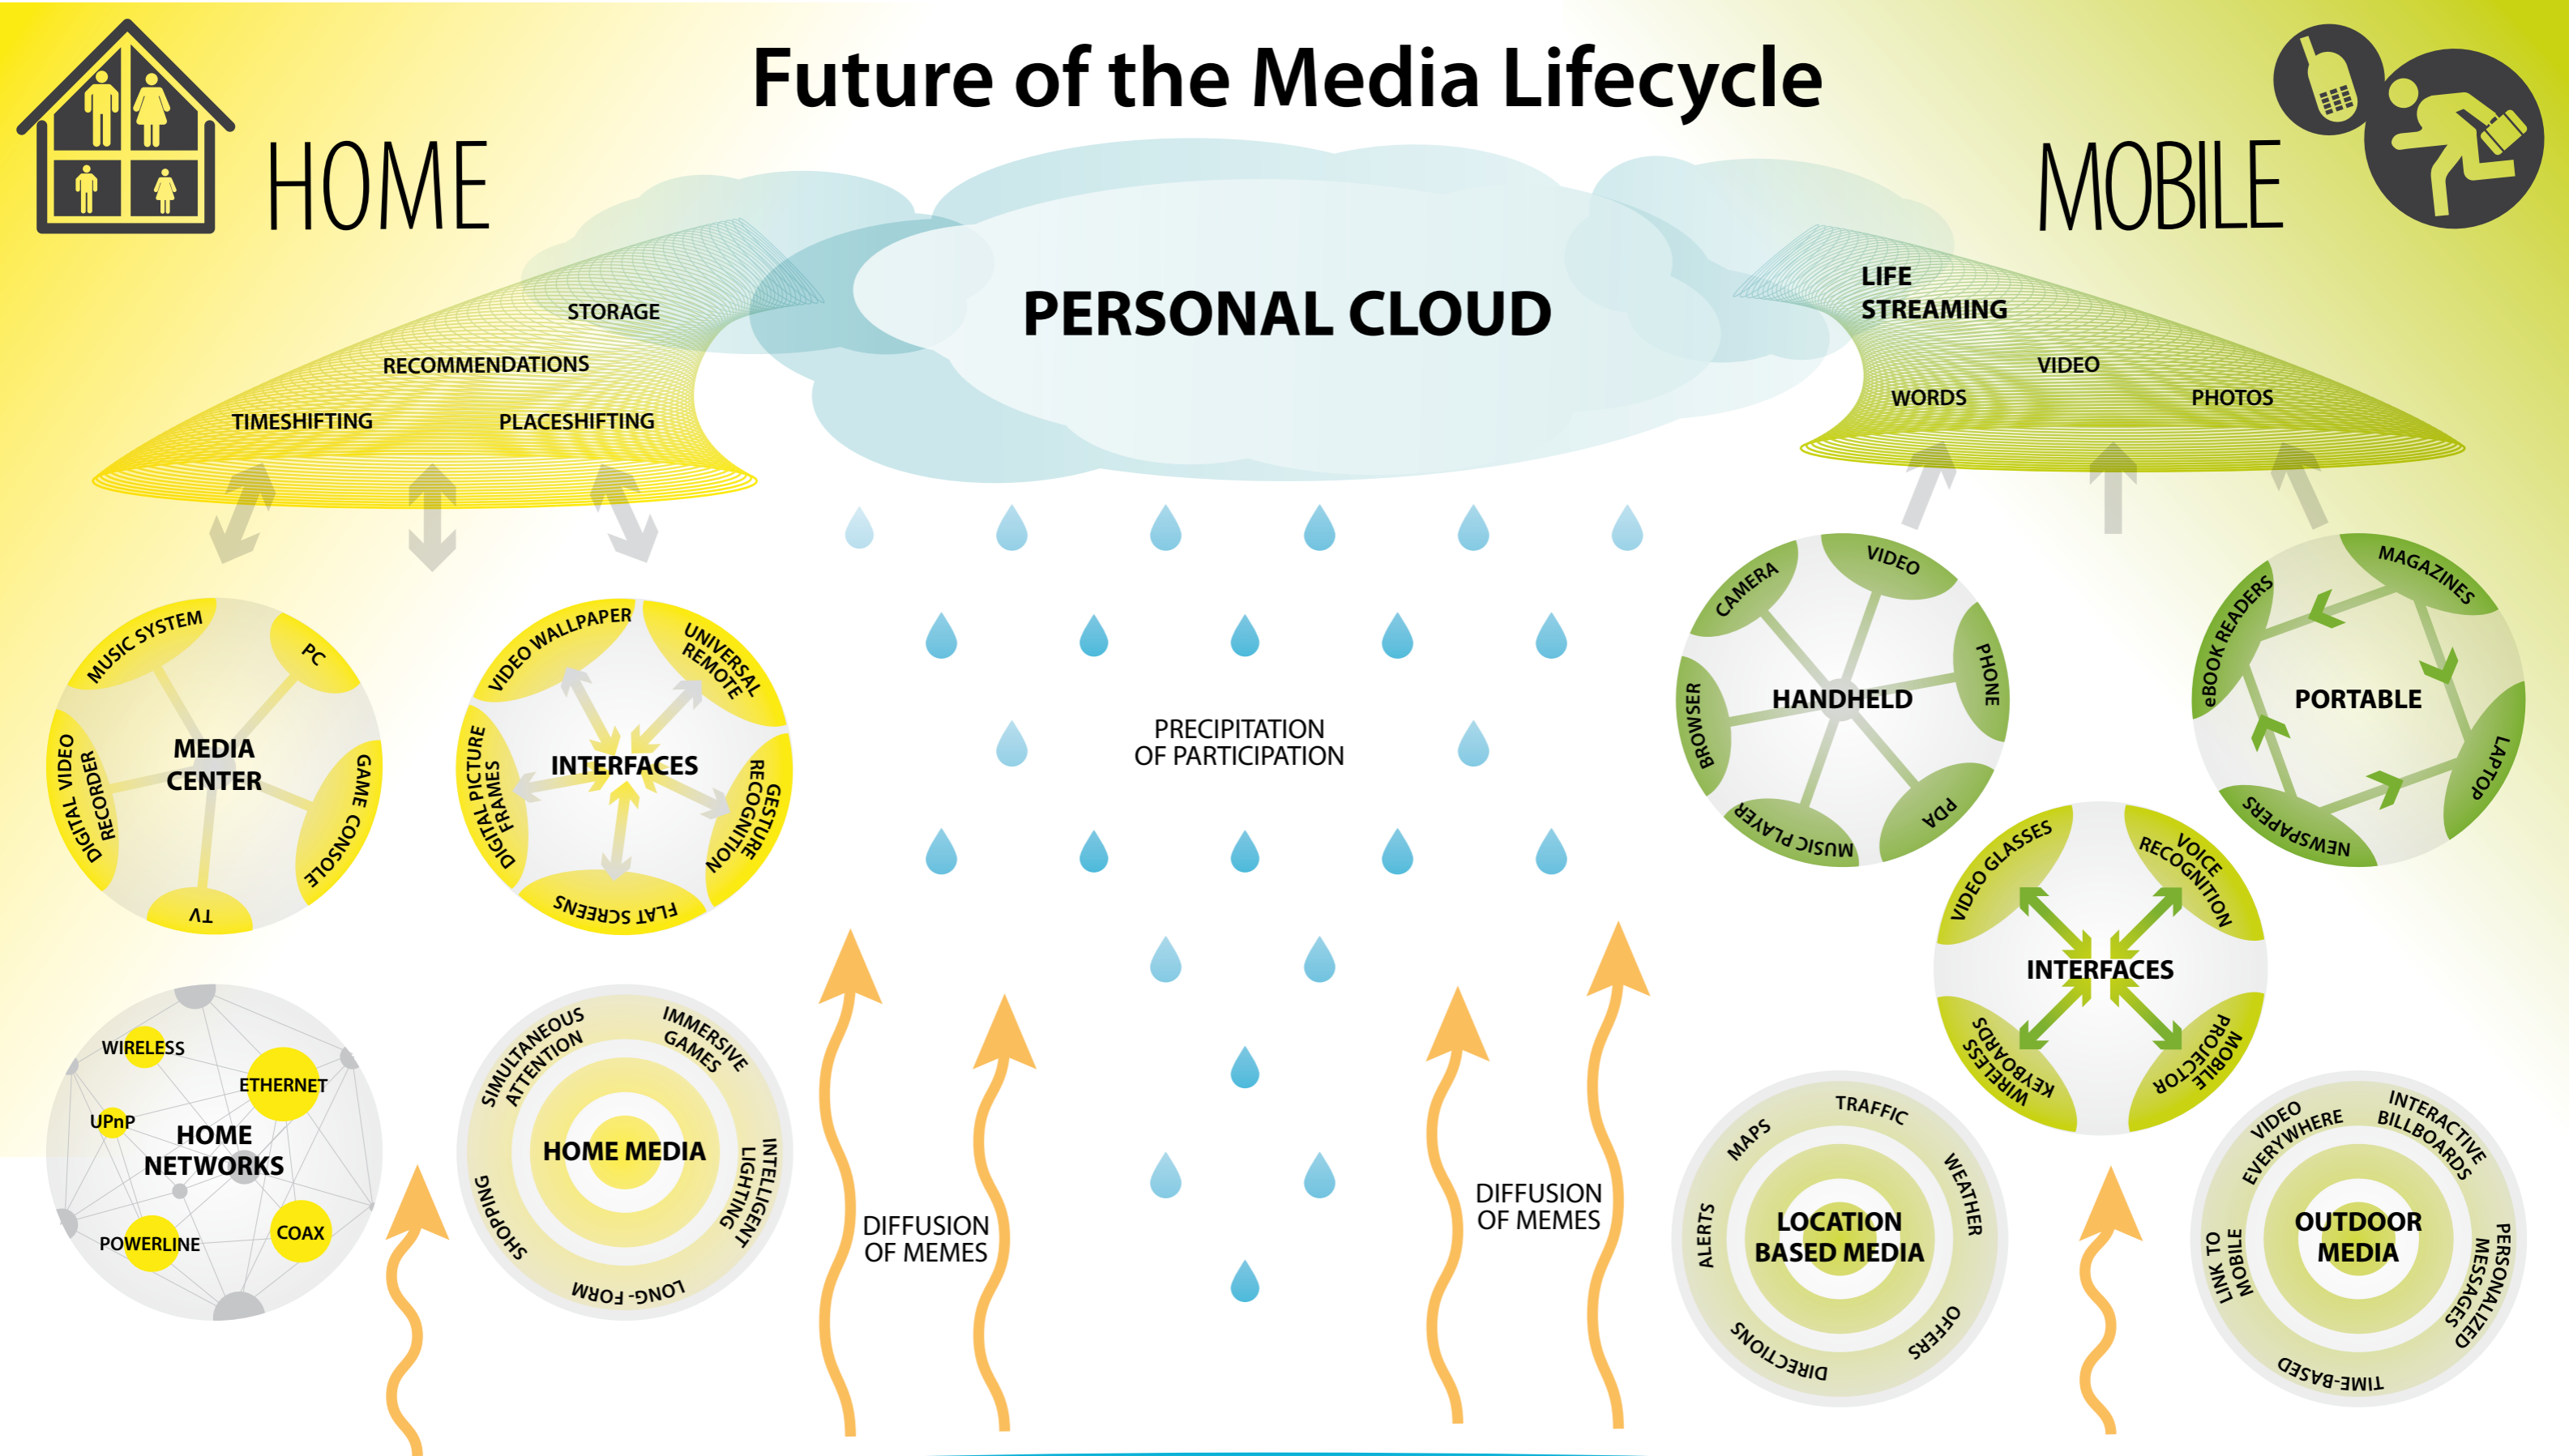 Future of the Media Lifecycle
HOME
MOBILE
PERSONAL CLOUD
STORAGE
RECOMMENDATIONS
TIMESHIFTING
PLACESHIFTING
LIFE
STREAMING
VIDEO
WORDS
PHOTOS
MUSIC SYSTEM
PC
GAME CONSOLE
TV
DIGITAL VIDEO
RECORDER
MEDIA
CENTER
VIDEO WALLPAPER
UNIVERSAL
REMOTE
GESTURE
RECOGNITION
FLAT SCREENS
DIGITAL PICTURE
FRAMES
INTERFACES
PRECIPITATION
OF PARTICIPATION
CAMERA
VIDEO
PHONE
PDA
MUSIC PLAYER
BROWSER
HANDHELD
eBOOK READERS
MAGAZINES
LAPTOP
NEWSPAPERS
PORTABLE
VIDEO GLASSES
VOICE
RECOGNITION
MOBILE
PROJECTOR
WIRELESS
KEYBOARDS
INTERFACES
WIRELESS
ETHERNET
UPnP
HOME
NETWORKS
POWERLINE
COAX
SIMULTANEOUS
ATTENTION
IMMERSIVE
GAMES
INTELLIGENT
LIGHTING
LONG-FORM
SHOPPING
HOME MEDIA
DIFFUSION
OF MEMES
DIFFUSION
OF MEMES
MAPS
TRAFFIC
WEATHER
OFFERS
DIRECTIONS
ALERTS
LOCATION
BASED MEDIA
VIDEO
EVERYWHERE
INTERACTIVE
BILLBOARDS
PERSONALIZED
MESSAGES
TIME-BASED
LINK TO
MOBILE
OUTDOOR
MEDIA